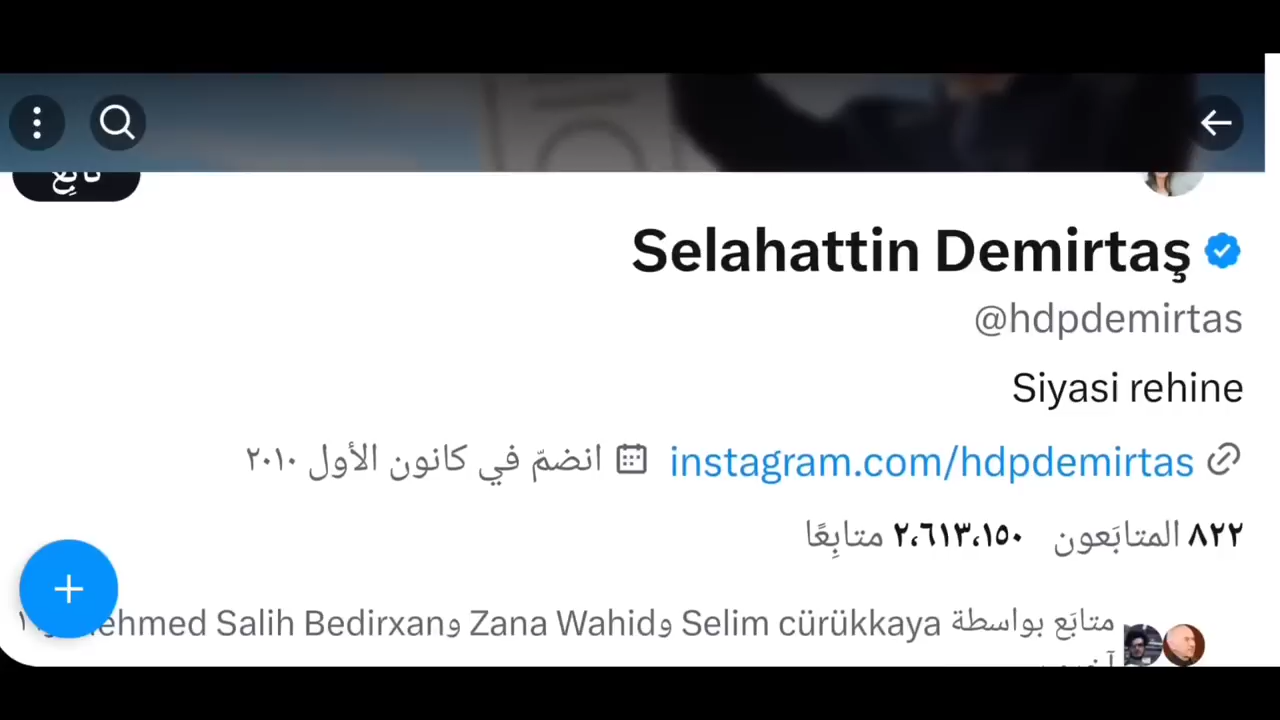 تابِع
Selahattin Demirtaş
@hdpdemirtas
Siyasi rehine
instagram.com/hdpdemirtas انضمّ في كانون الأول ٢٠١٠
٨٢٢ المتابَعون ٢،٦١٣،١٥٠ متابِعًا
متابَع بواسطة Selim cürükkaya وZana Wahid وMehmed Salih Bedirxan